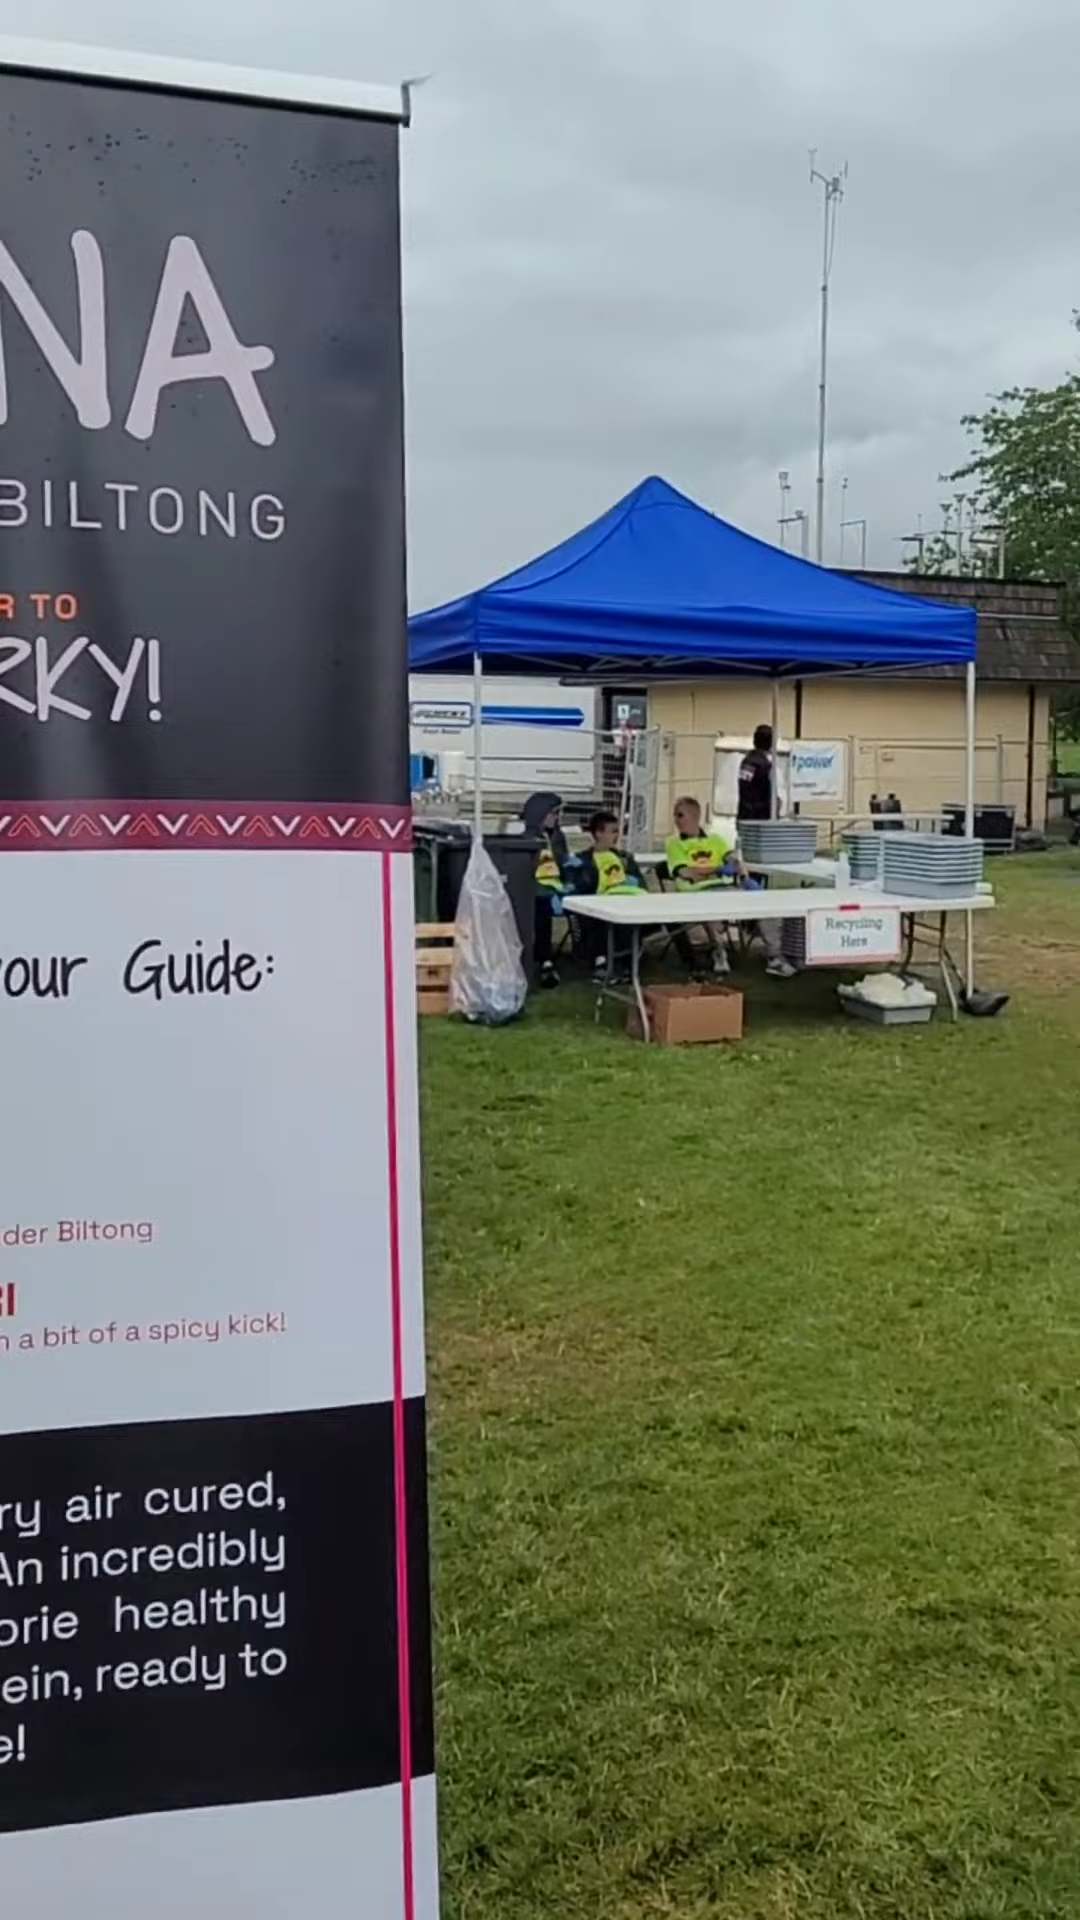 NA
BILTONG
R TO
RKY!
our Guide:
der Biltong
RI
n a bit of a spicy kick!
ry air cured,
An incredibly
orie healthy
ein, ready to
e!
power
Recycling
Here